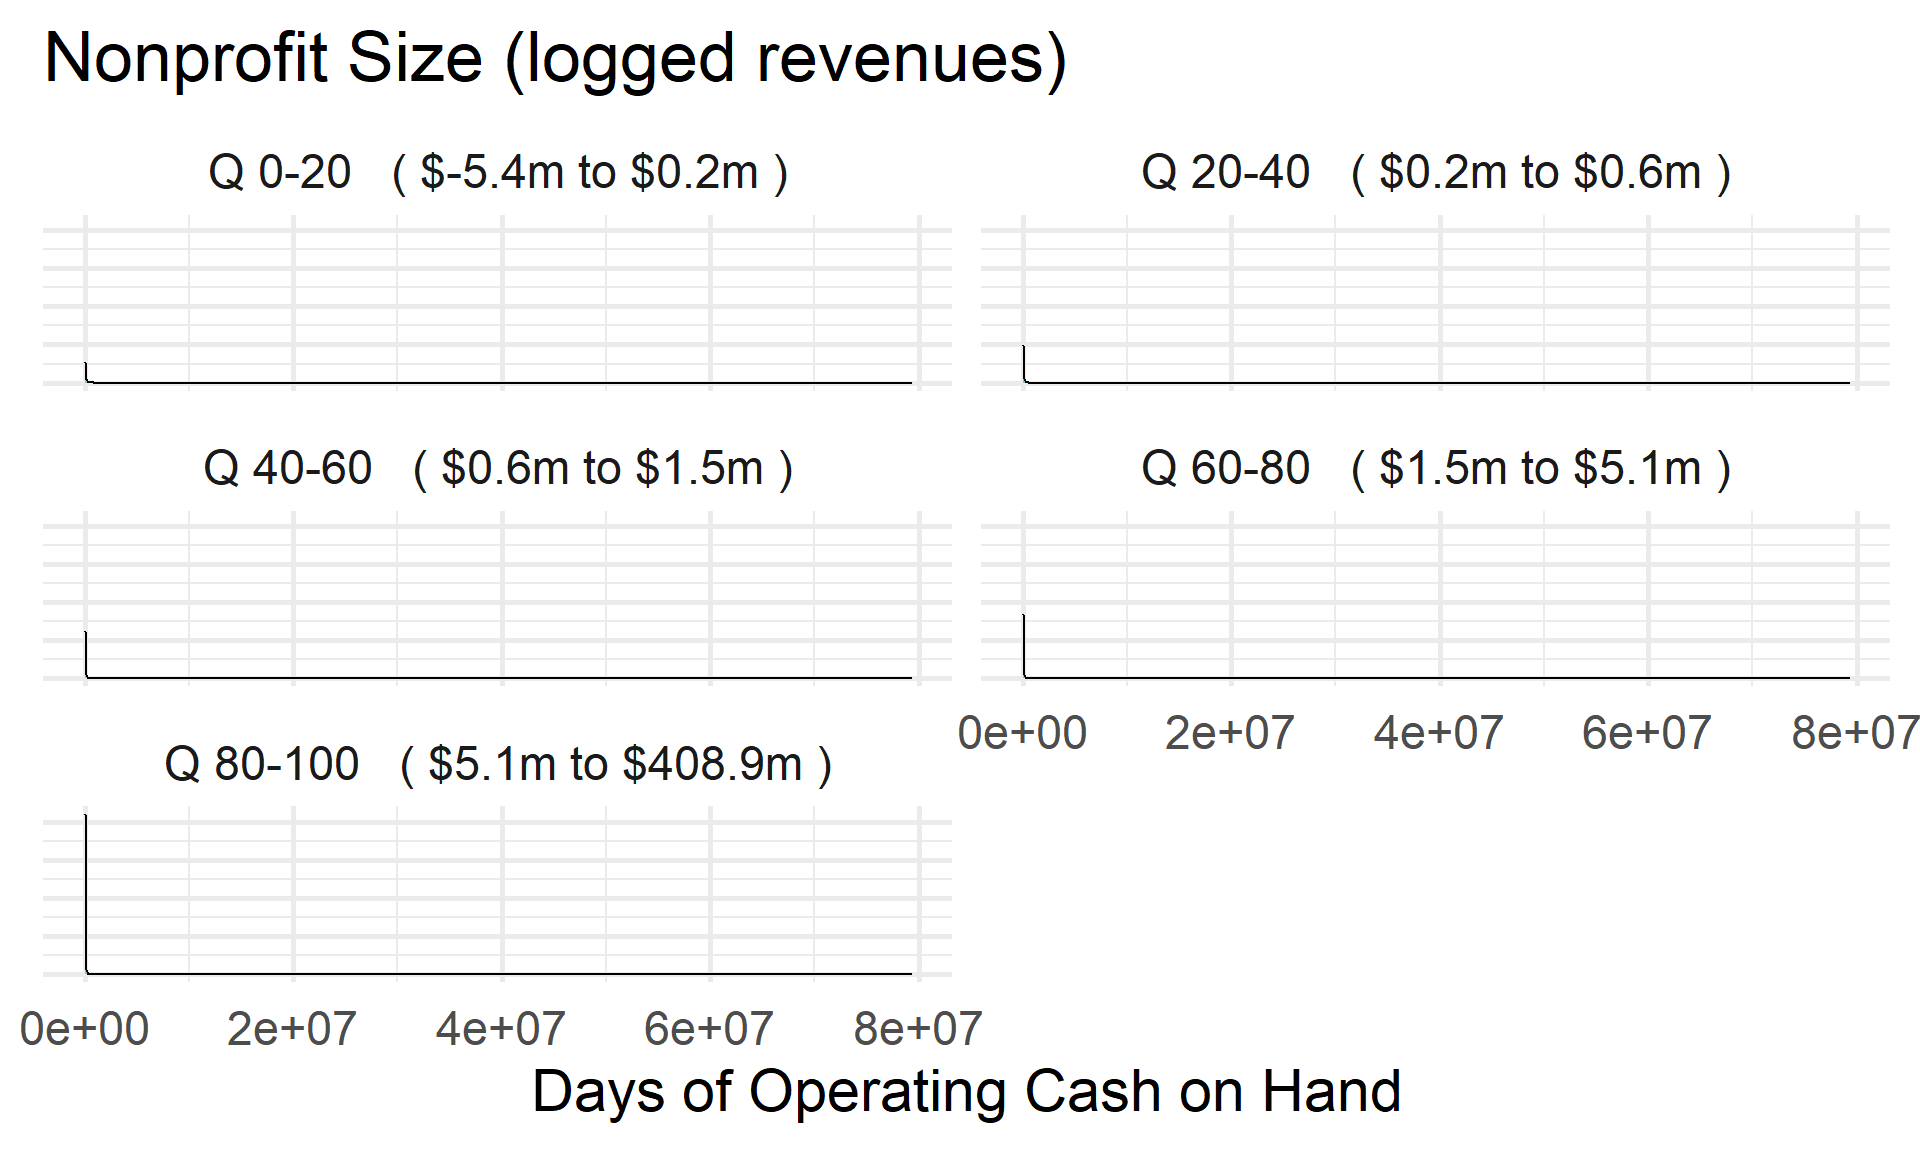 Nonprofit Size (logged revenues)
Q 0-20 ( $-5.4m to $0.2m )
Q 20-40 ( $0.2m to $0.6m )
Q 40-60 ( $0.6m to $1.5m )
Q 60-80 ( $1.5m to $5.1m )
0e+00 2e+07 4e+07 6e+07 8e+07
Q 80-100 ( $5.1m to $408.9m )
0e+00 2e+07 4e+07 6e+07 8e+07
Days of Operating Cash on Hand